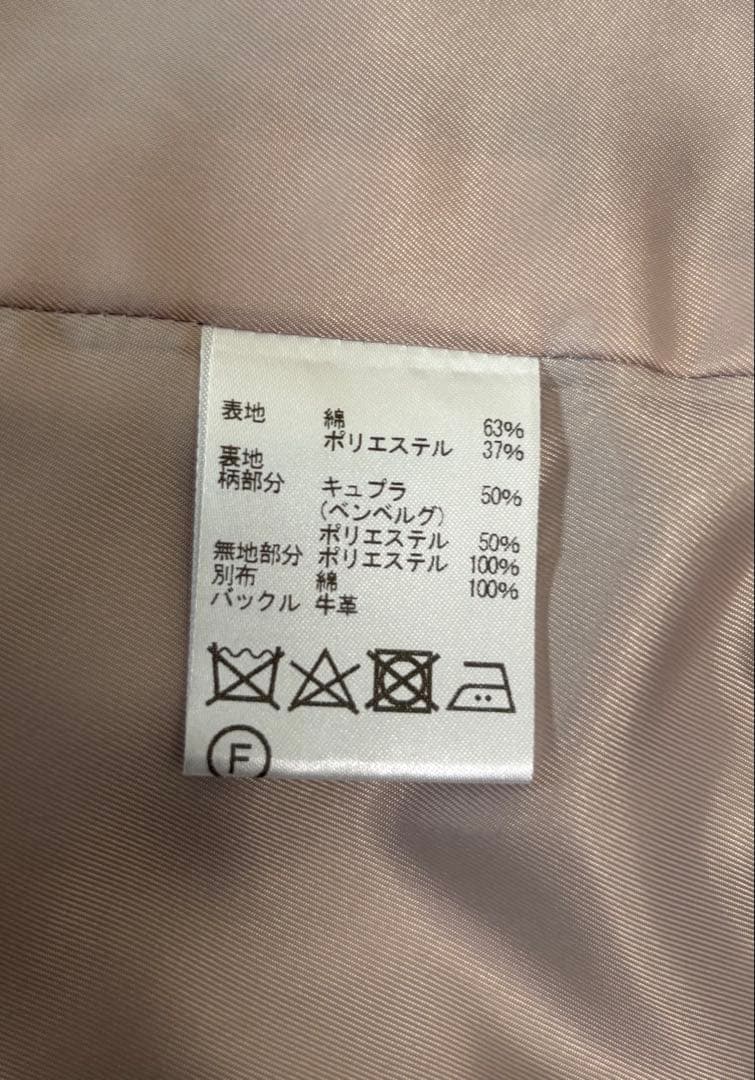 表地 綿 63%
ポリエステル 37%
裏地
柄部分 キュプラ 50%
(ベンベルグ)
ポリエステル 50%
無地部分 ポリエステル 100%
別布 綿 100%
バックル 牛革
F